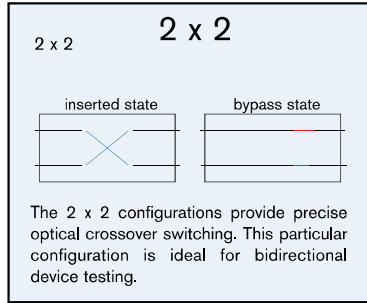 2 x 2
2 x 2
inserted state
bypass state
The 2 x 2 configurations provide precise
optical crossover switching. This particular
configuration is ideal for bidirectional
device testing.